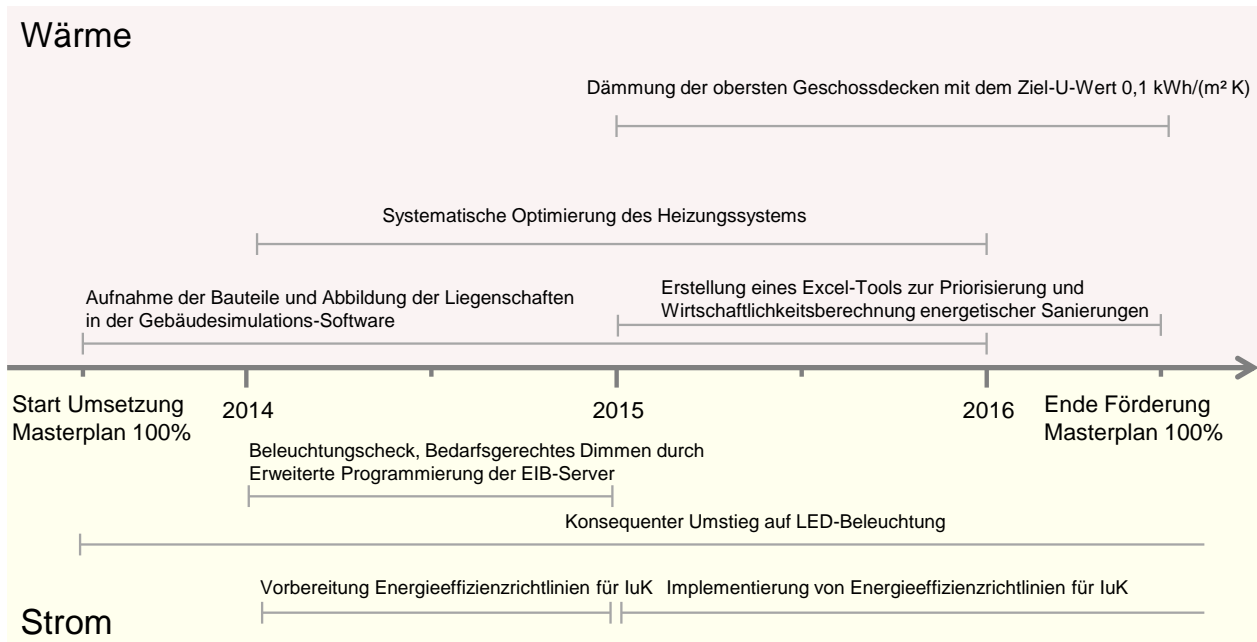 Wärme
Dämmung der obersten Geschossdecken mit dem Ziel-U-Wert 0,1 kWh/(m² K)
Systematische Optimierung des Heizungssystems
Aufnahme der Bauteile und Abbildung der Liegenschaften
in der Gebäudesimulations-Software
Erstellung eines Excel-Tools zur Priorisierung und
Wirtschaftlichkeitsberechnung energetischer Sanierungen
Start Umsetzung
Masterplan 100%
2014
2015
2016
Ende Förderung
Masterplan 100%
Beleuchtungscheck, Bedarfsgerechtes Dimmen durch
Erweiterte Programmierung der EIB-Server
Konsequenter Umstieg auf LED-Beleuchtung
Vorbereitung Energieeffizienzrichtlinien für IuK
Implementierung von Energieeffizienzrichtlinien für IuK
Strom